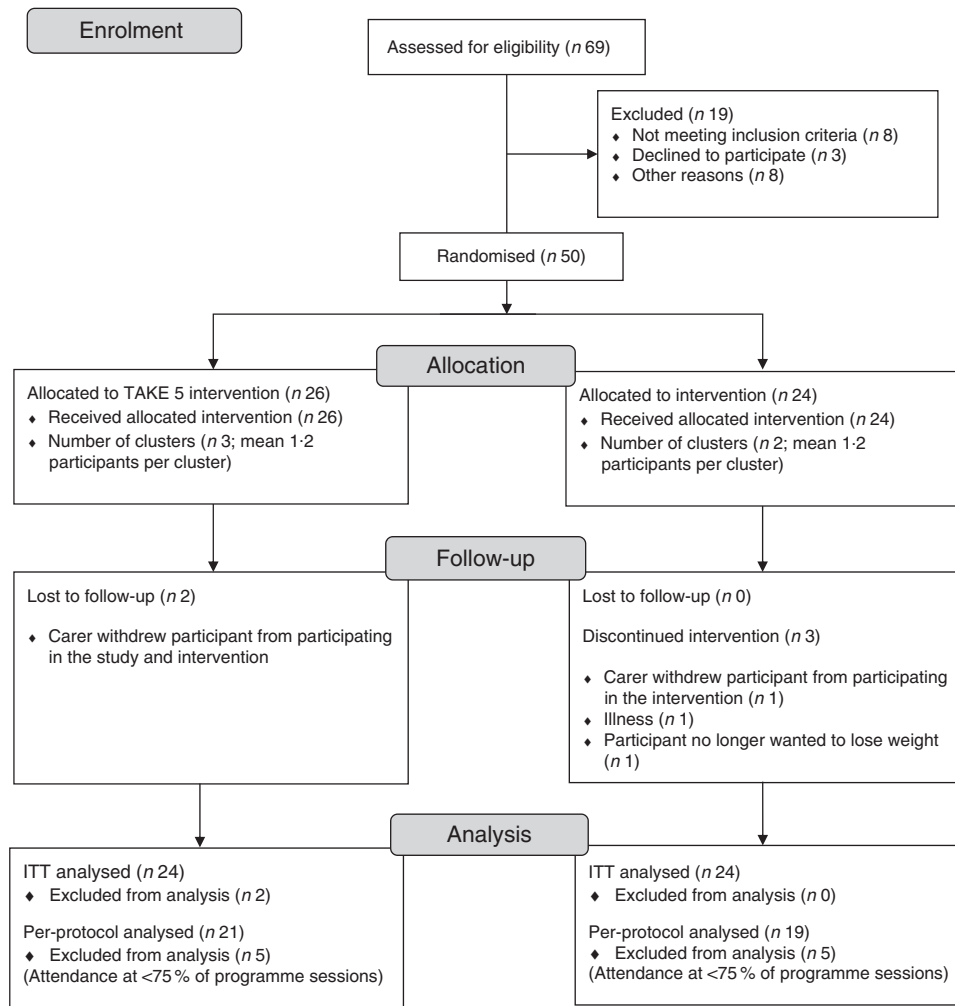 Enrolment
Assessed for eligibility (n 69)
Excluded (n 19)
♦ Not meeting inclusion criteria (n 8)
♦ Declined to participate (n 3)
♦ Other reasons (n 8)
Randomised (n 50)
Allocation
Allocated to TAKE 5 intervention (n 26)
♦ Received allocated intervention (n 26)
♦ Number of clusters (n 3; mean 1·2
participants per cluster)
Allocated to intervention (n 24)
♦ Received allocated intervention (n 24)
♦ Number of clusters (n 2; mean 1·2
participants per cluster)
Follow-up
Lost to follow-up (n 2)
♦ Carer withdrew participant from participating
in the study and intervention
Lost to follow-up (n 0)
Discontinued intervention (n 3)
♦ Carer withdrew participant from participating
in the intervention (n 1)
♦ Illness (n 1)
♦ Participant no longer wanted to lose weight
(n 1)
Analysis
ITT analysed (n 24)
♦ Excluded from analysis (n 2)
Per-protocol analysed (n 21)
♦ Excluded from analysis (n 5)
(Attendance at <75 % of programme sessions)
ITT analysed (n 24)
♦ Excluded from analysis (n 0)
Per-protocol analysed (n 19)
♦ Excluded from analysis (n 5)
(Attendance at <75 % of programme sessions)